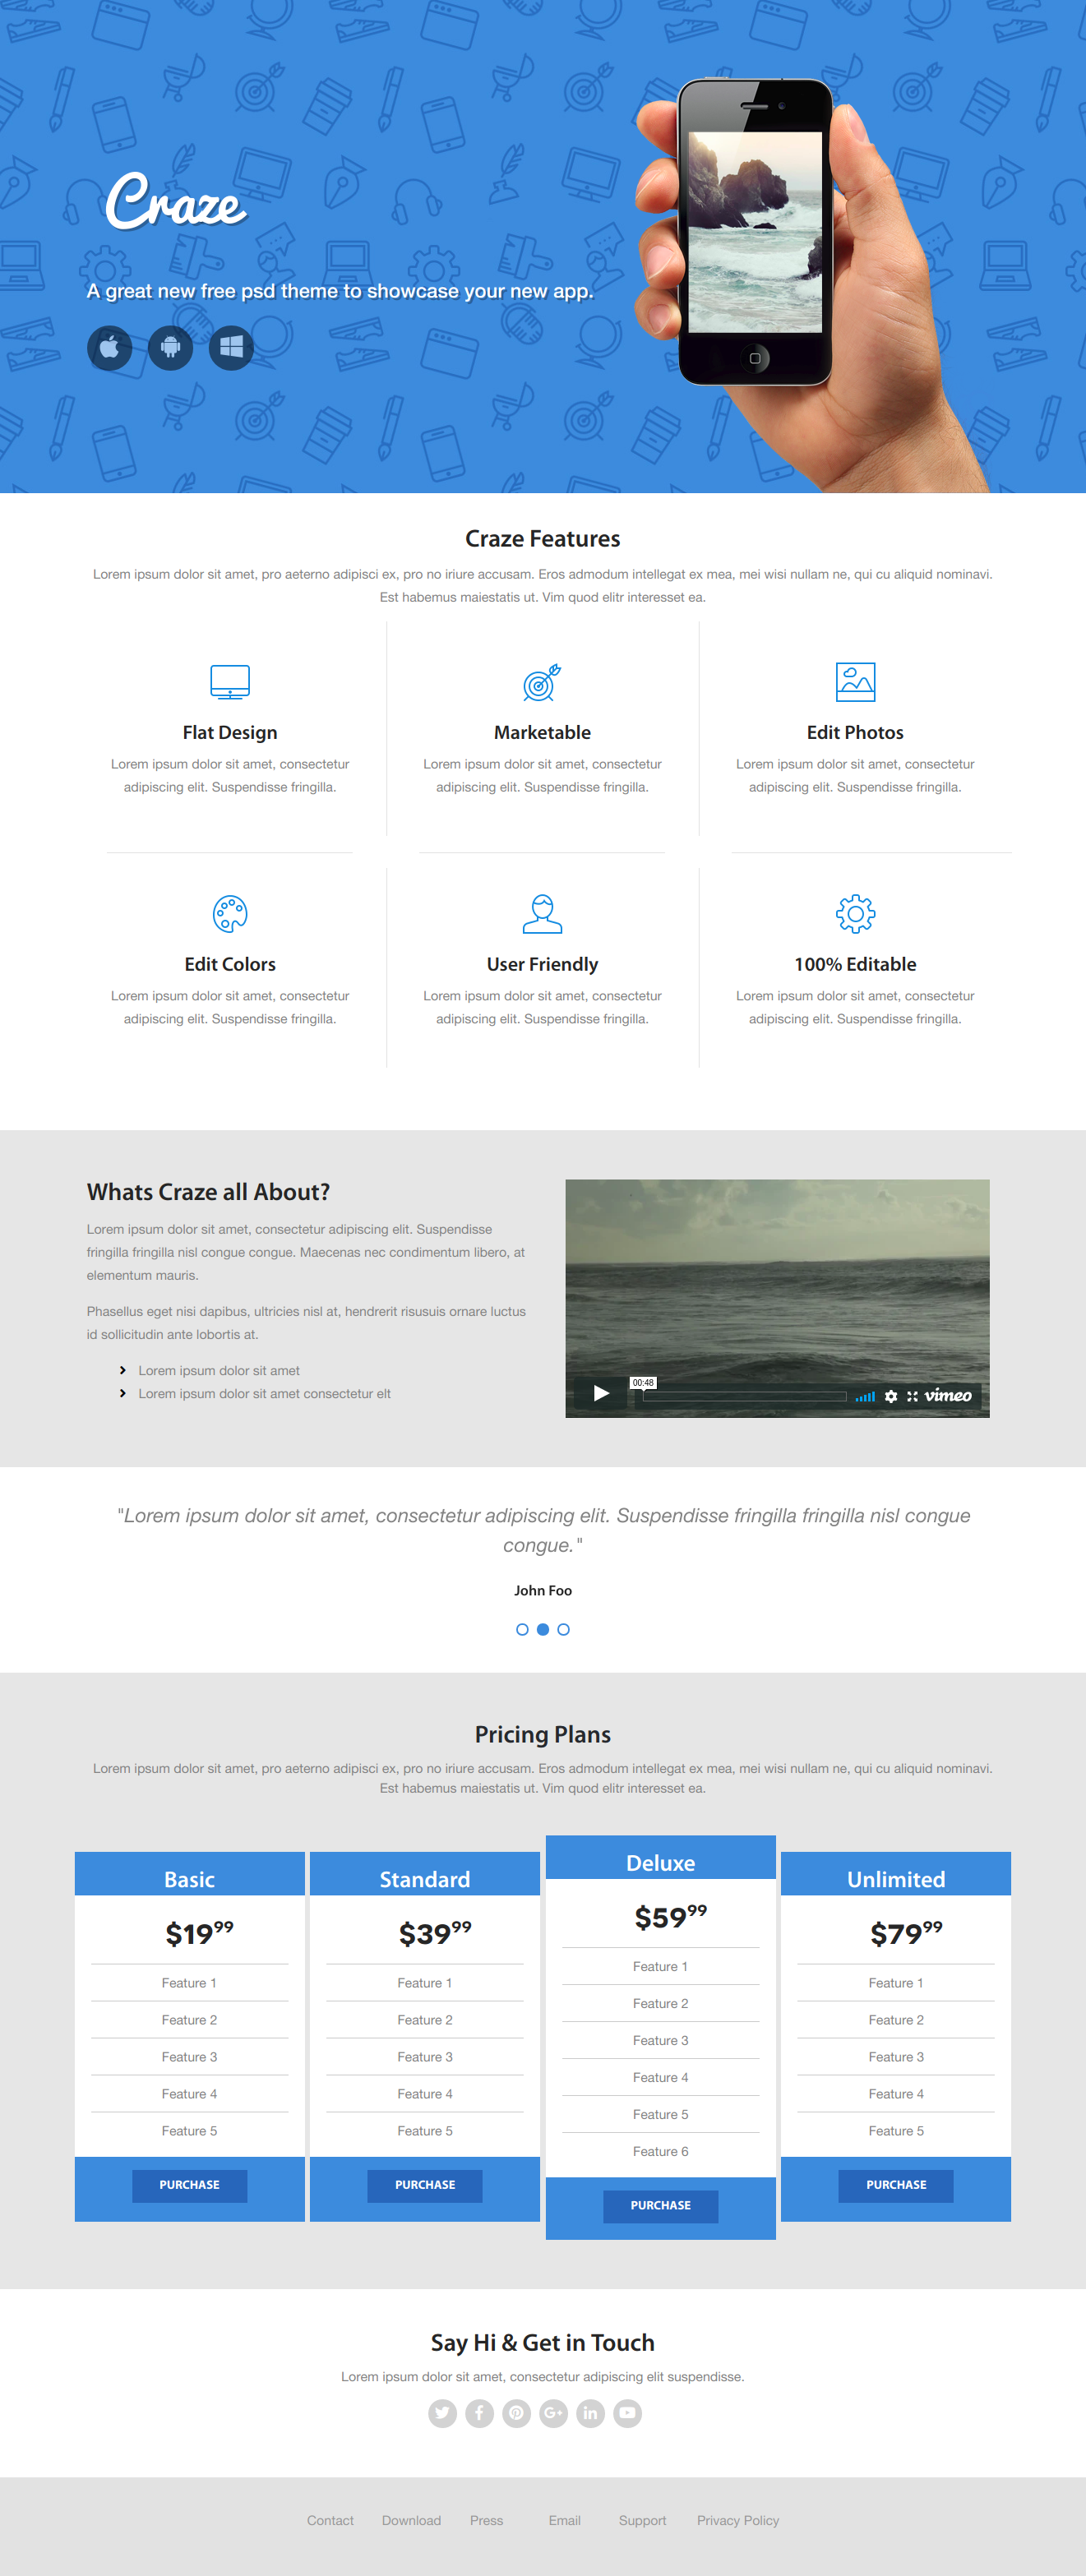 Craze
A great new free psd theme to showcase your new app.
Craze Features
Lorem ipsum dolor sit amet, pro aeterno adipisci ex, pro no iriure accusam. Eros admodum intellegat ex mea, mei wisi nullam ne, qui cu aliquid nominavi.
Est habemus maiestatis ut. Vim quod elitr interesset ea.
Flat Design
Lorem ipsum dolor sit amet, consectetur
adipiscing elit. Suspendisse fringilla.
Marketable
Lorem ipsum dolor sit amet, consectetur
adipiscing elit. Suspendisse fringilla.
Edit Photos
Lorem ipsum dolor sit amet, consectetur
adipiscing elit. Suspendisse fringilla.
Edit Colors
Lorem ipsum dolor sit amet, consectetur
adipiscing elit. Suspendisse fringilla.
User Friendly
Lorem ipsum dolor sit amet, consectetur
adipiscing elit. Suspendisse fringilla.
100% Editable
Lorem ipsum dolor sit amet, consectetur
adipiscing elit. Suspendisse fringilla.
Whats Craze all About?
Lorem ipsum dolor sit amet, consectetur adipiscing elit. Suspendisse
fringilla fringilla nisl congue congue. Maecenas nec condimentum libero, at
elementum mauris.
Phasellus eget nisi dapibus, ultricies nisl at, hendrerit risusuis ornare luctus
id sollicitudin ante lobortis at.
Lorem ipsum dolor sit amet
Lorem ipsum dolor sit amet consectetur elt
00:48
vimeo
"Lorem ipsum dolor sit amet, consectetur adipiscing elit. Suspendisse fringilla fringilla nisl congue
congue."
John Foo
Pricing Plans
Lorem ipsum dolor sit amet, pro aeterno adipisci ex, pro no iriure accusam. Eros admodum intellegat ex mea, mei wisi nullam ne, qui cu aliquid nominavi.
Est habemus maiestatis ut. Vim quod elitr interesset ea.
Basic
$19⁹⁹
Feature 1
Feature 2
Feature 3
Feature 4
Feature 5
PURCHASE
Standard
$39⁹⁹
Feature 1
Feature 2
Feature 3
Feature 4
Feature 5
PURCHASE
Deluxe
$59⁹⁹
Feature 1
Feature 2
Feature 3
Feature 4
Feature 5
Feature 6
PURCHASE
Unlimited
$79⁹⁹
Feature 1
Feature 2
Feature 3
Feature 4
Feature 5
PURCHASE
Say Hi & Get in Touch
Lorem ipsum dolor sit amet, consectetur adipiscing elit suspendisse.
Contact Download Press Email Support Privacy Policy